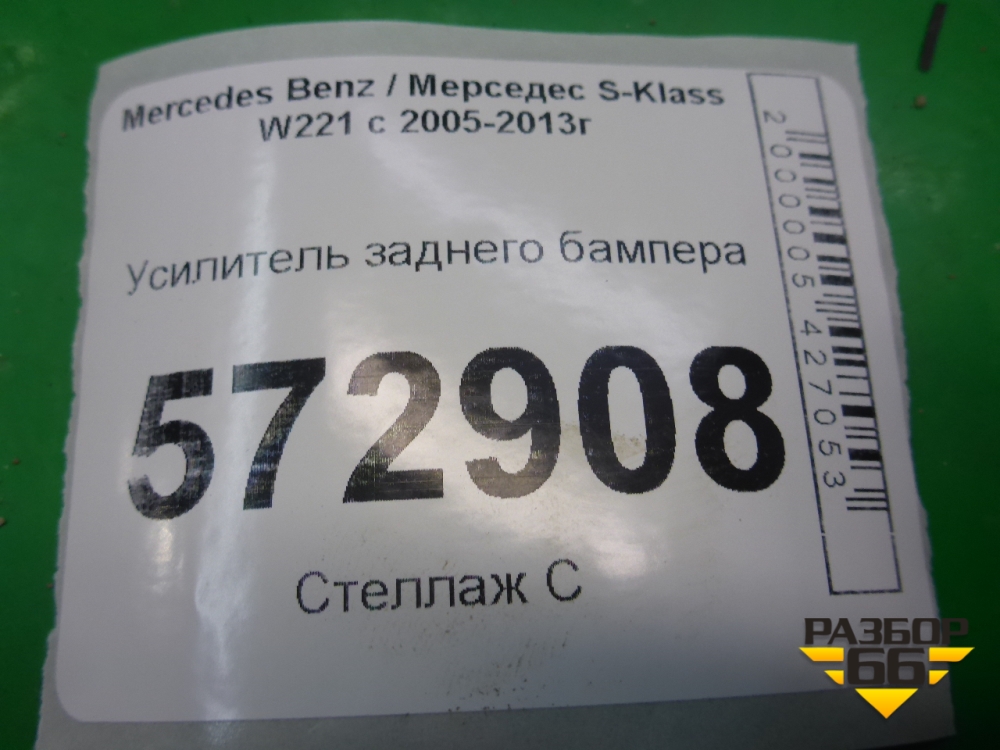 Mercedes Benz / Мерседес S-Klass
W221 с 2005-2013г
Усилитель заднего бампера
572908
Стеллаж С
2000005427053
РАЗБОР
66